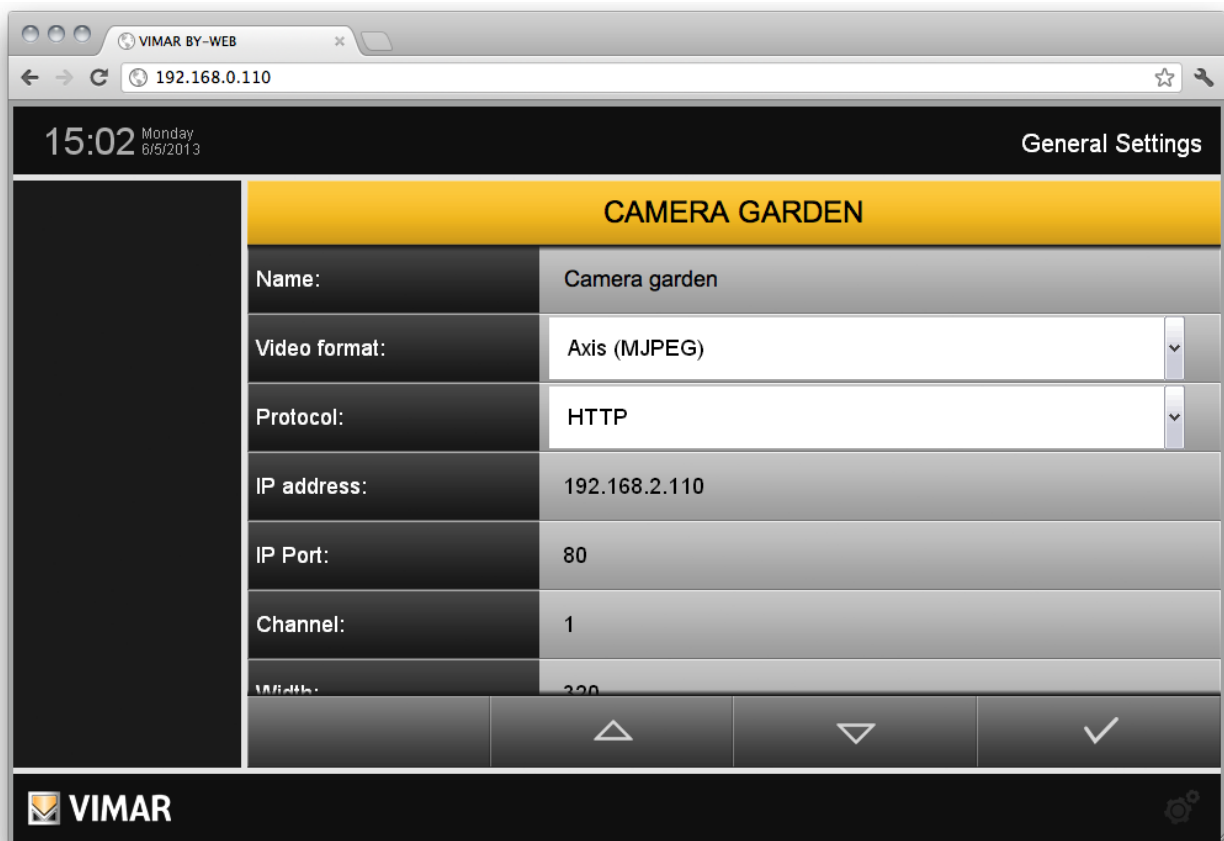 VIMAR BY-WEB
192.168.0.110
15:02 Monday
6/5/2013
General Settings
CAMERA GARDEN
Name: Camera garden
Video format: Axis (MJPEG)
Protocol: HTTP
IP address: 192.168.2.110
IP Port: 80
Channel: 1
Width: 320
VIMAR